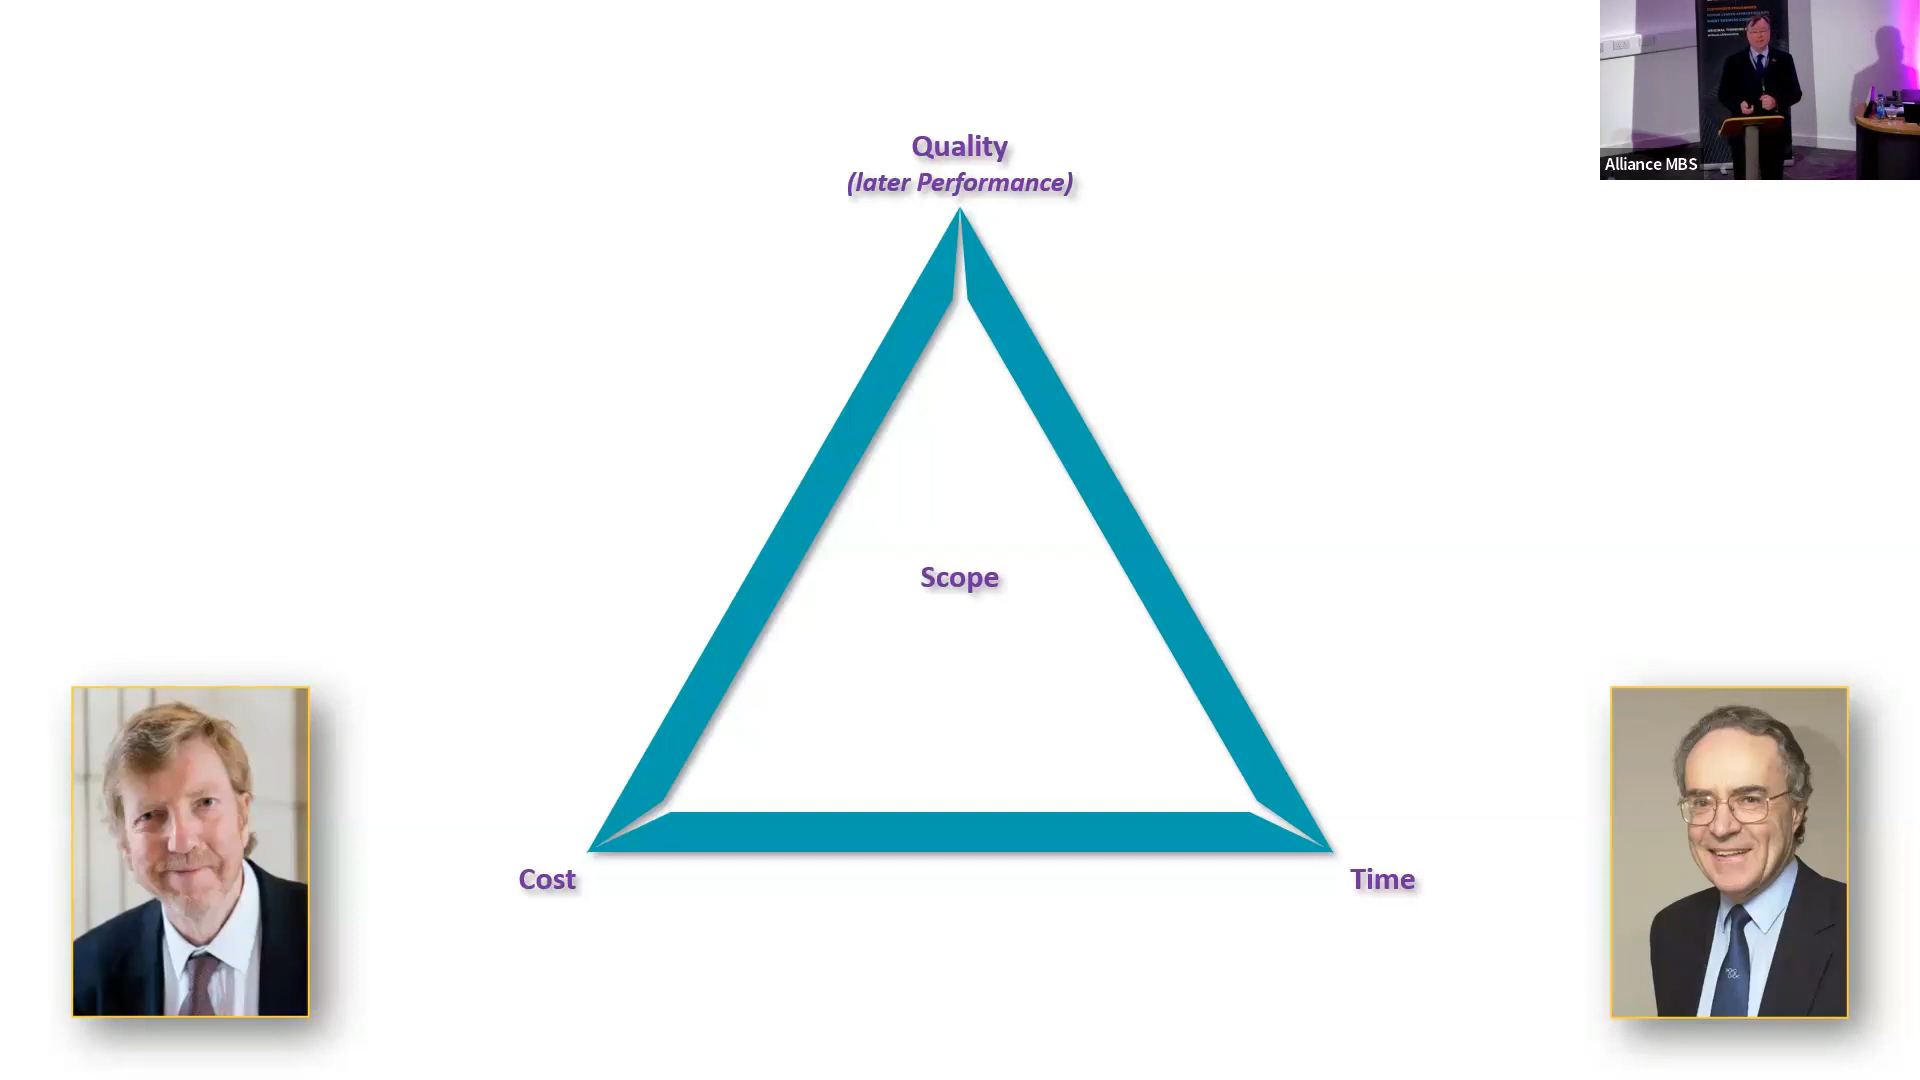 Quality
(later Performance)
Scope
Cost
Time
Alliance MBS